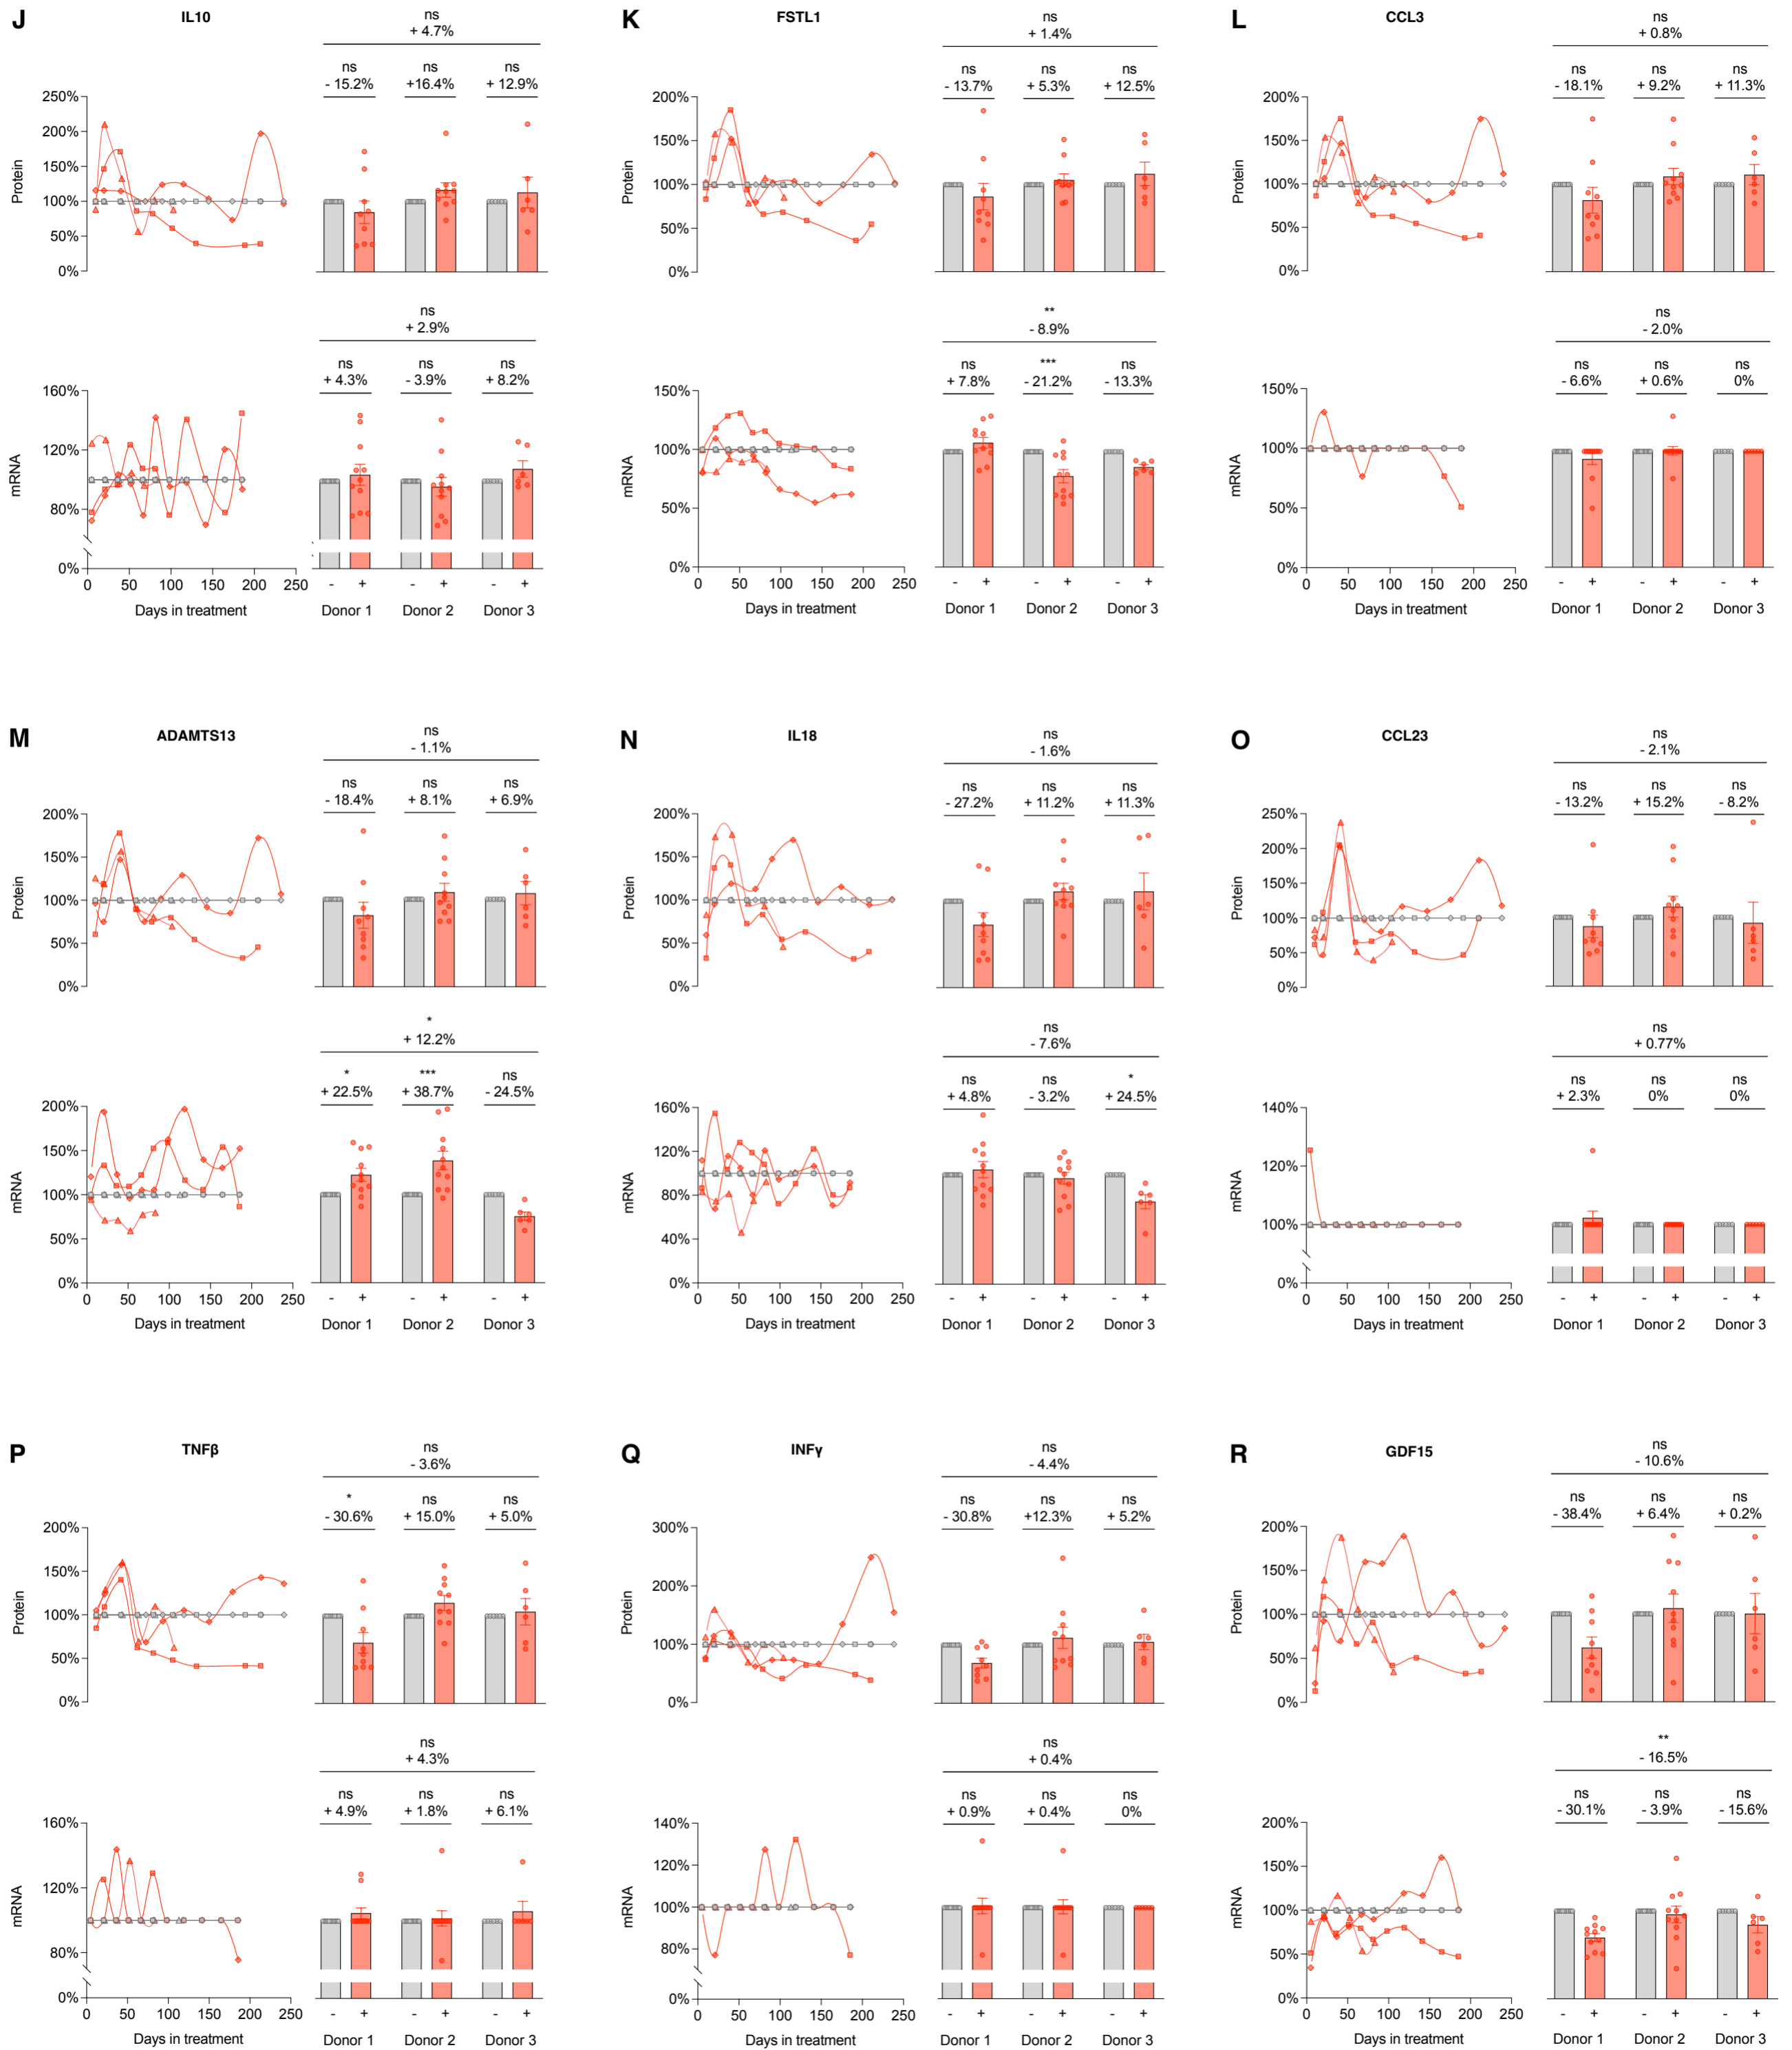 J
IL10
ns
+ 4.7%
ns ns ns
- 15.2% +16.4% + 12.9%
250%
200%
150%
100%
50%
0%
Protein
ns
+ 2.9%
ns ns ns
+ 4.3% - 3.9% + 8.2%
160%
120%
80%
0%
mRNA
0 50 100 150 200 250
Days in treatment
- + - + - +
Donor 1 Donor 2 Donor 3
K
FSTL1
ns
+ 1.4%
ns ns ns
- 13.7% + 5.3% + 12.5%
200%
150%
100%
50%
0%
Protein
**
- 8.9%
ns *** ns
+ 7.8% - 21.2% - 13.3%
150%
100%
50%
0%
mRNA
0 50 100 150 200 250
Days in treatment
- + - + - +
Donor 1 Donor 2 Donor 3
L
CCL3
ns
+ 0.8%
ns ns ns
- 18.1% + 9.2% + 11.3%
200%
150%
100%
50%
0%
Protein
ns
- 2.0%
ns ns ns
- 6.6% + 0.6% 0%
150%
100%
50%
0%
mRNA
0 50 100 150 200 250
Days in treatment
- + - + - +
Donor 1 Donor 2 Donor 3
M
ADAMTS13
ns
- 1.1%
ns ns ns
- 18.4% + 8.1% + 6.9%
200%
150%
100%
50%
0%
Protein
*
+ 12.2%
* *** ns
+ 22.5% + 38.7% - 24.5%
200%
150%
100%
50%
0%
mRNA
0 50 100 150 200 250
Days in treatment
- + - + - +
Donor 1 Donor 2 Donor 3
N
IL18
ns
- 1.6%
ns ns ns
- 27.2% + 11.2% + 11.3%
200%
150%
100%
50%
0%
Protein
ns
- 7.6%
ns ns *
+ 4.8% - 3.2% + 24.5%
160%
120%
80%
40%
0%
mRNA
0 50 100 150 200 250
Days in treatment
- + - + - +
Donor 1 Donor 2 Donor 3
O
CCL23
ns
- 2.1%
ns ns ns
- 13.2% + 15.2% - 8.2%
250%
200%
150%
100%
50%
0%
Protein
ns
+ 0.77%
ns ns ns
+ 2.3% 0% 0%
140%
120%
100%
0%
mRNA
0 50 100 150 200 250
Days in treatment
- + - + - +
Donor 1 Donor 2 Donor 3
P
TNFβ
ns
- 3.6%
* ns ns
- 30.6% + 15.0% + 5.0%
200%
150%
100%
50%
0%
Protein
ns
+ 4.3%
ns ns ns
+ 4.9% + 1.8% + 6.1%
160%
120%
80%
0%
mRNA
0 50 100 150 200 250
Days in treatment
- + - + - +
Donor 1 Donor 2 Donor 3
Q
INFγ
ns
- 4.4%
ns ns ns
- 30.8% +12.3% + 5.2%
300%
200%
100%
0%
Protein
ns
+ 0.4%
ns ns ns
+ 0.9% + 0.4% 0%
140%
120%
100%
80%
0%
mRNA
0 50 100 150 200 250
Days in treatment
- + - + - +
Donor 1 Donor 2 Donor 3
R
GDF15
ns
- 10.6%
ns ns ns
- 38.4% + 6.4% + 0.2%
200%
150%
100%
50%
0%
Protein
**
- 16.5%
ns ns ns
- 30.1% - 3.9% - 15.6%
200%
150%
100%
50%
0%
mRNA
0 50 100 150 200 250
Days in treatment
- + - + - +
Donor 1 Donor 2 Donor 3